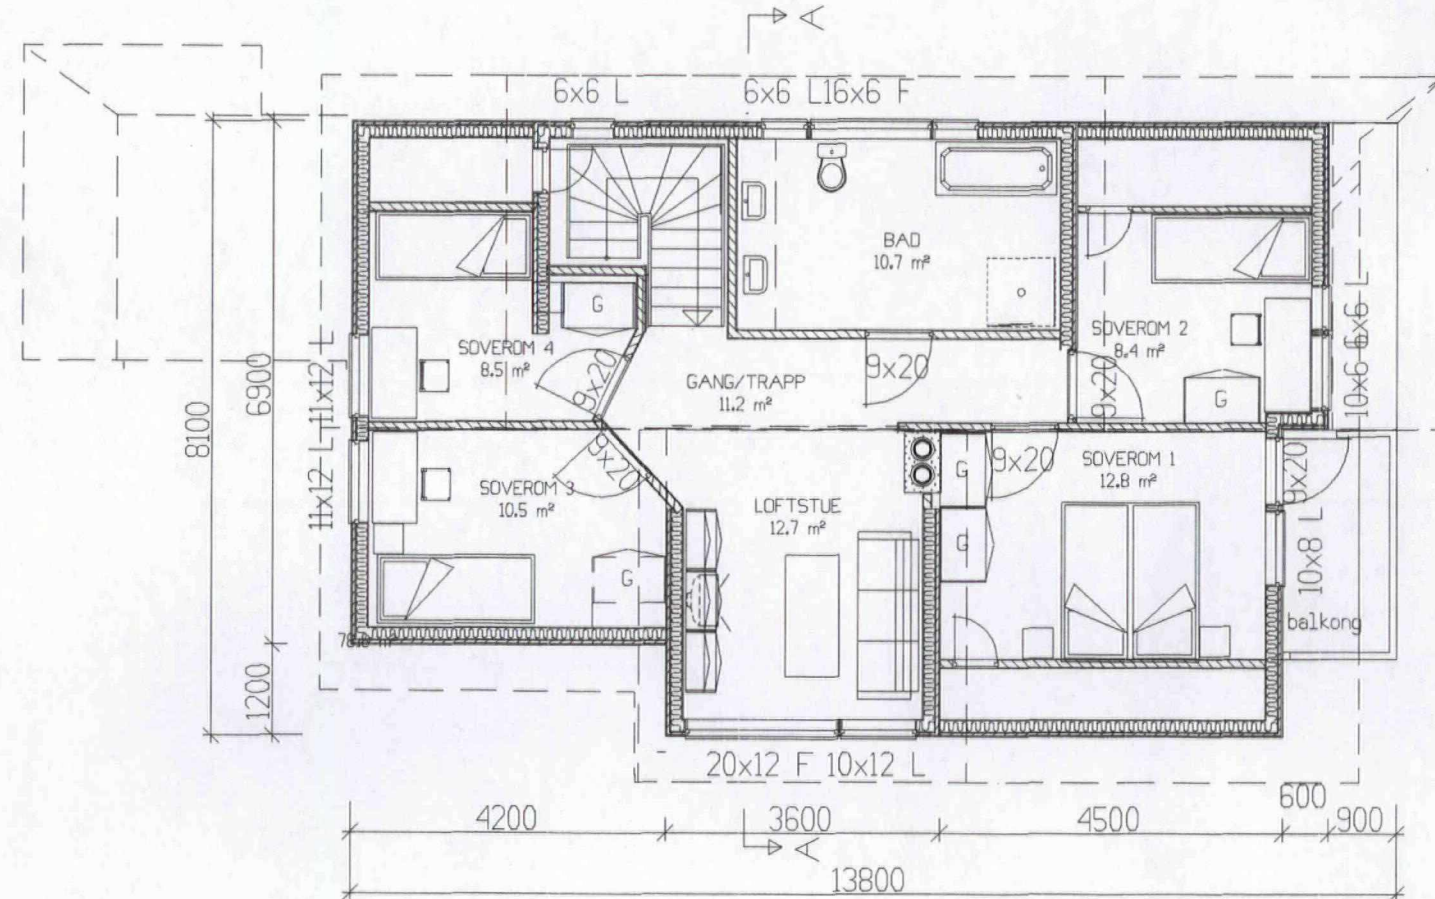 A
6x6 L
6x6 L
16x6 F
BAD
10.7 m²
G
SOVEROM 4
8.5 m²
9x20
GANG/TRAPP
11.2 m²
9x20
SOVEROM 2
8.4 m²
9x20
G
10x6 6x6 L
11x12 L
11x12 L
8100
6900
1200
SOVEROM 3
10.5 m²
9x20
G
LOFTSTUE
12.7 m²
G
G
9x20
SOVEROM 1
12.8 m²
9x20
10x8 L
balkong
20x12 F 10x12 L
4200
3600
4500
600
900
A
13800